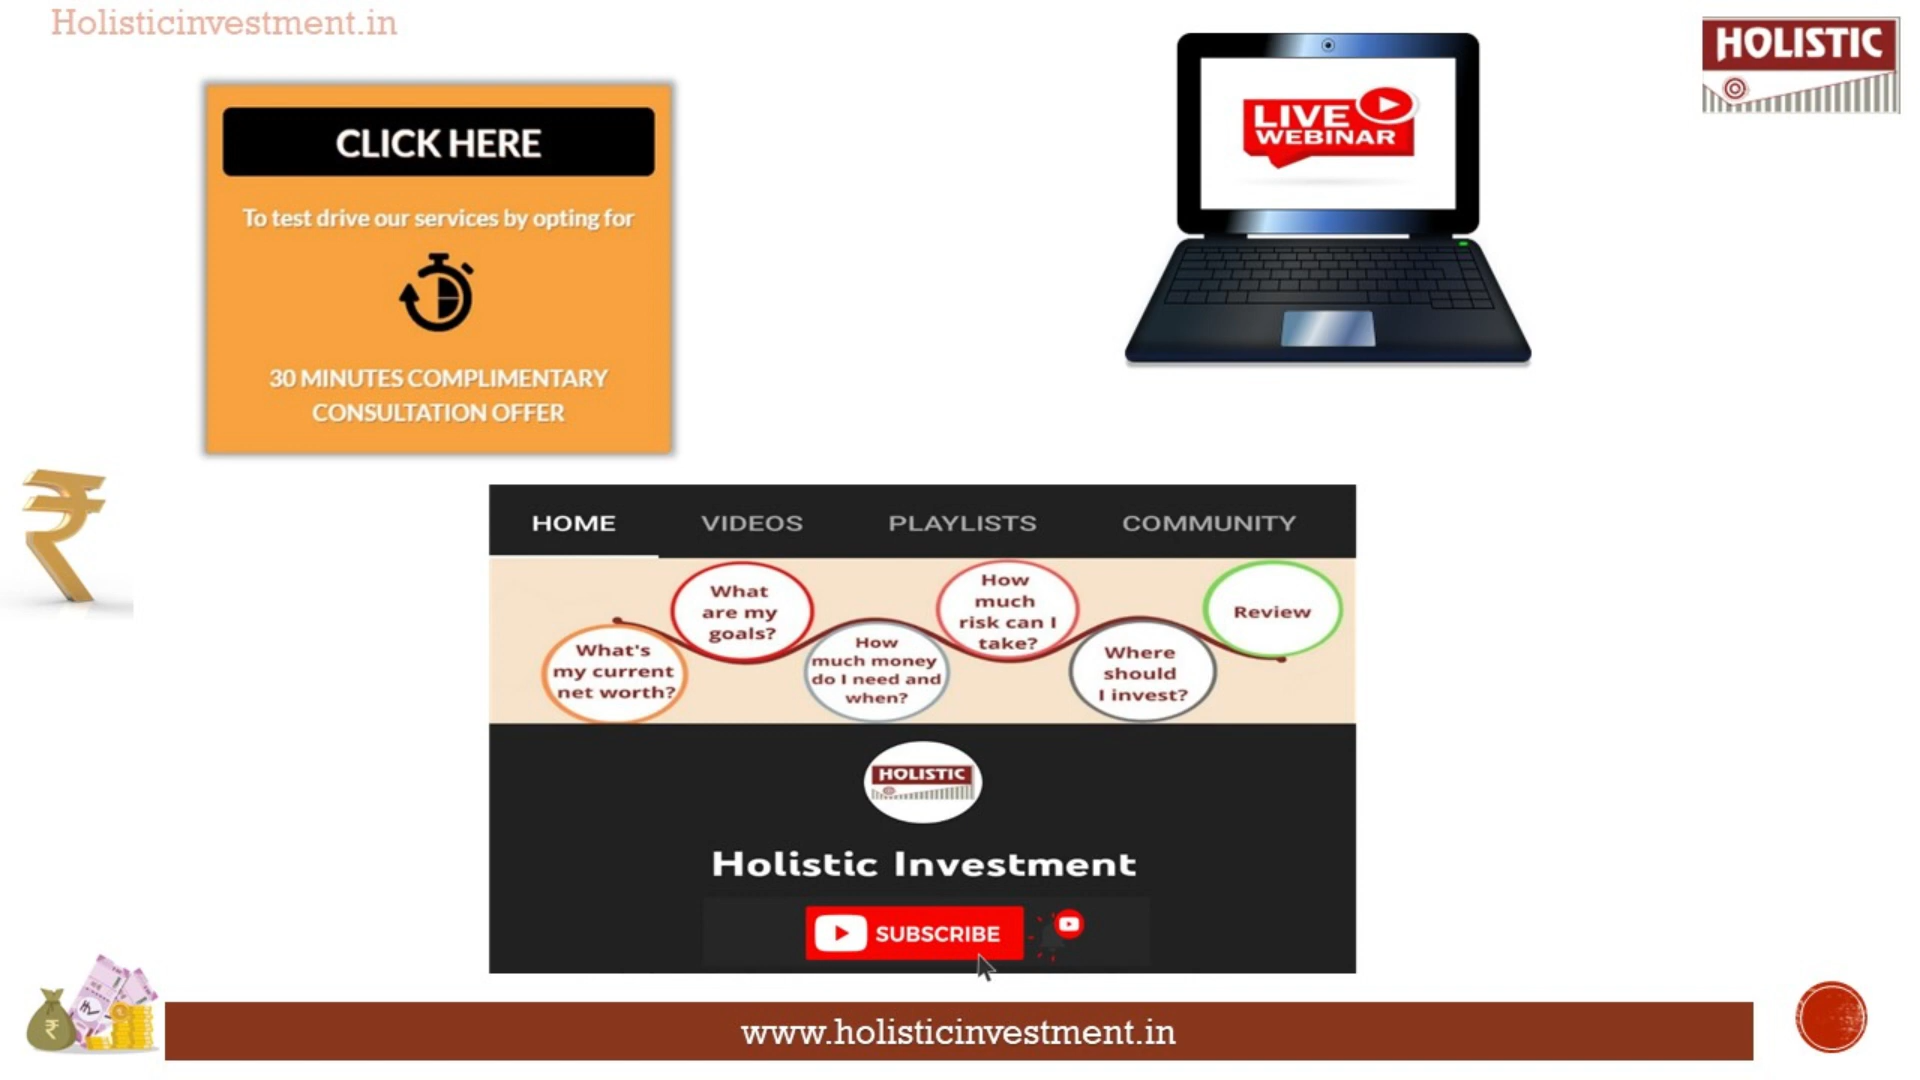 Holisticinvestment.in
HOLISTIC
CLICK HERE
To test drive our services by opting for
30 MINUTES COMPLIMENTARY
CONSULTATION OFFER
LIVE
WEBINAR
HOME VIDEOS PLAYLISTS COMMUNITY
What's
my current
net worth?
What
are my
goals?
How
much money
do I need and
when?
How
much
risk can I
take?
Where
should
I invest?
Review
HOLISTIC
Holistic Investment
SUBSCRIBE
www.holisticinvestment.in